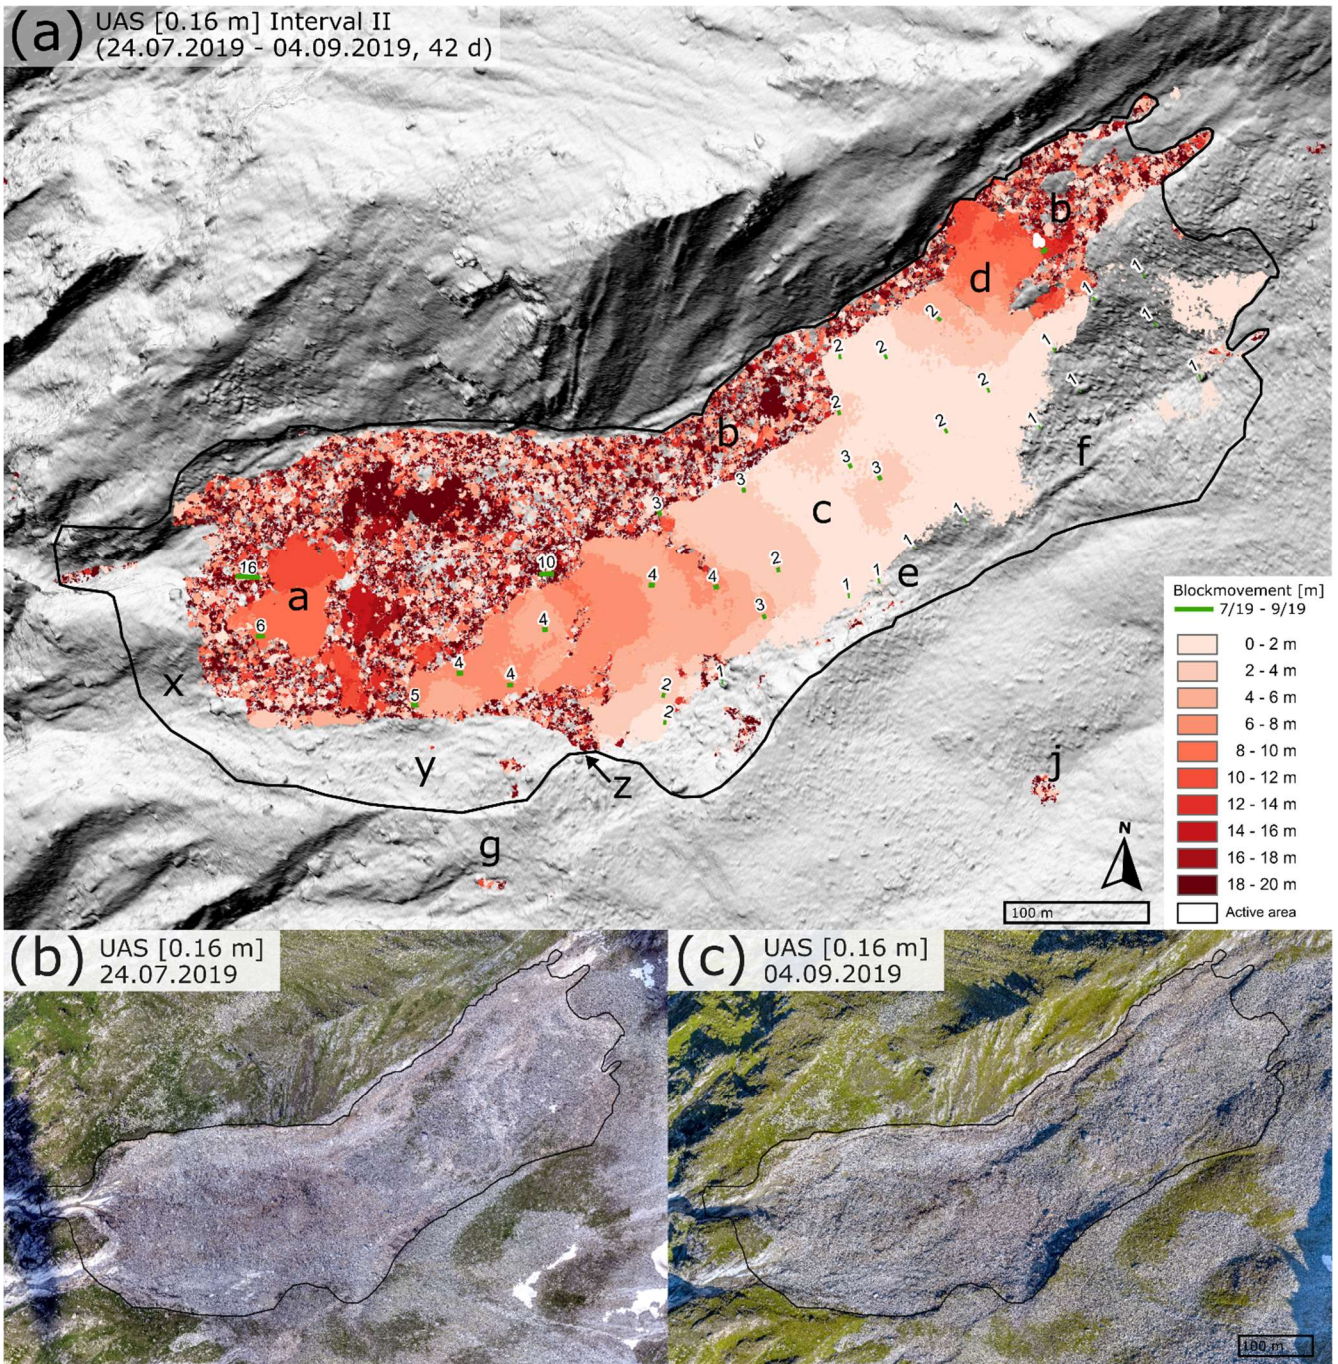 (a) UAS [0.16 m] Interval II
(24.07.2019 - 04.09.2019, 42 d)
b
d
1
1
1
2
1
2
2
1
1
2
2
1
b
2
f
3
3
3
3
c
1
16
10
1
4
4
2
e
1
1
a
3
6
4
4
4
1
x
5
2
2
y
z
j
g
Blockmovement [m]
7/19 - 9/19
0 - 2 m
2 - 4 m
4 - 6 m
6 - 8 m
8 - 10 m
10 - 12 m
12 - 14 m
14 - 16 m
16 - 18 m
18 - 20 m
Active area
N
100 m
(b) UAS [0.16 m]
24.07.2019
(c) UAS [0.16 m]
04.09.2019
100 m